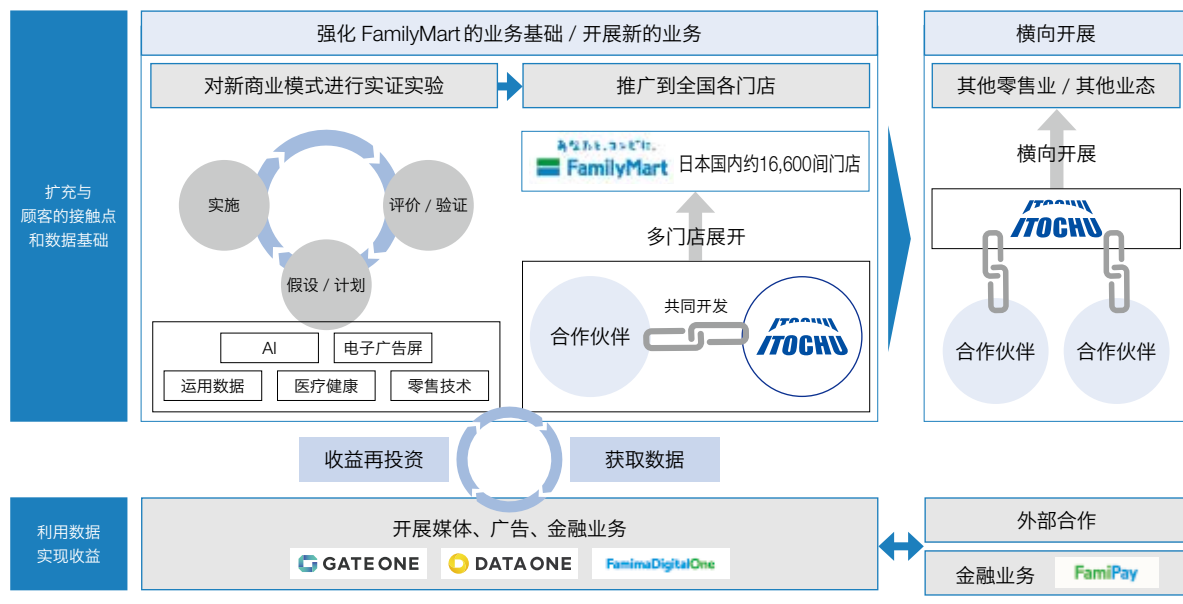 强化 FamilyMart 的业务基础 / 开展新的业务
横向开展
对新商业模式进行实证实验
推广到全国各门店
其他零售业 / 其他业态
あなたと、コンビに、
FamilyMart 日本国内约16,600间门店
横向开展
扩充与
顾客的接触点
和数据基础
实施
评价 / 验证
假设 / 计划
多门店展开
ITOCHU
合作伙伴
共同开发
ITOCHU
合作伙伴
合作伙伴
AI
电子广告屏
运用数据
医疗健康
零售技术
收益再投资
获取数据
利用数据
实现收益
开展媒体、广告、金融业务
GATE ONE
DATA ONE
FamimaDigitalOne
外部合作
金融业务
FamiPay